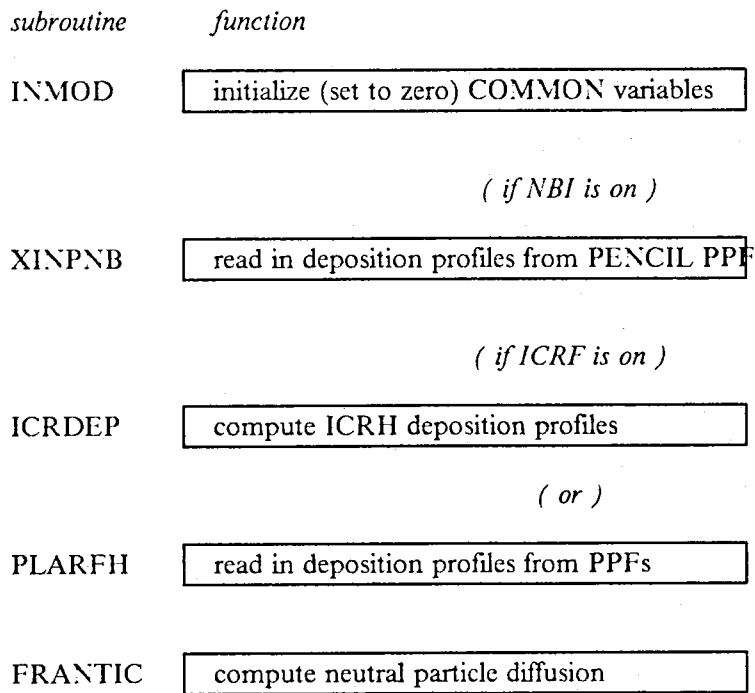 subroutine function
INMOD initialize (set to zero) COMMON variables
( if NBI is on )
XINPNB read in deposition profiles from PENCIL PPF
( if ICRF is on )
ICRDEP compute ICRH deposition profiles
( or )
PLARFH read in deposition profiles from PPFs
FRANTIC compute neutral particle diffusion